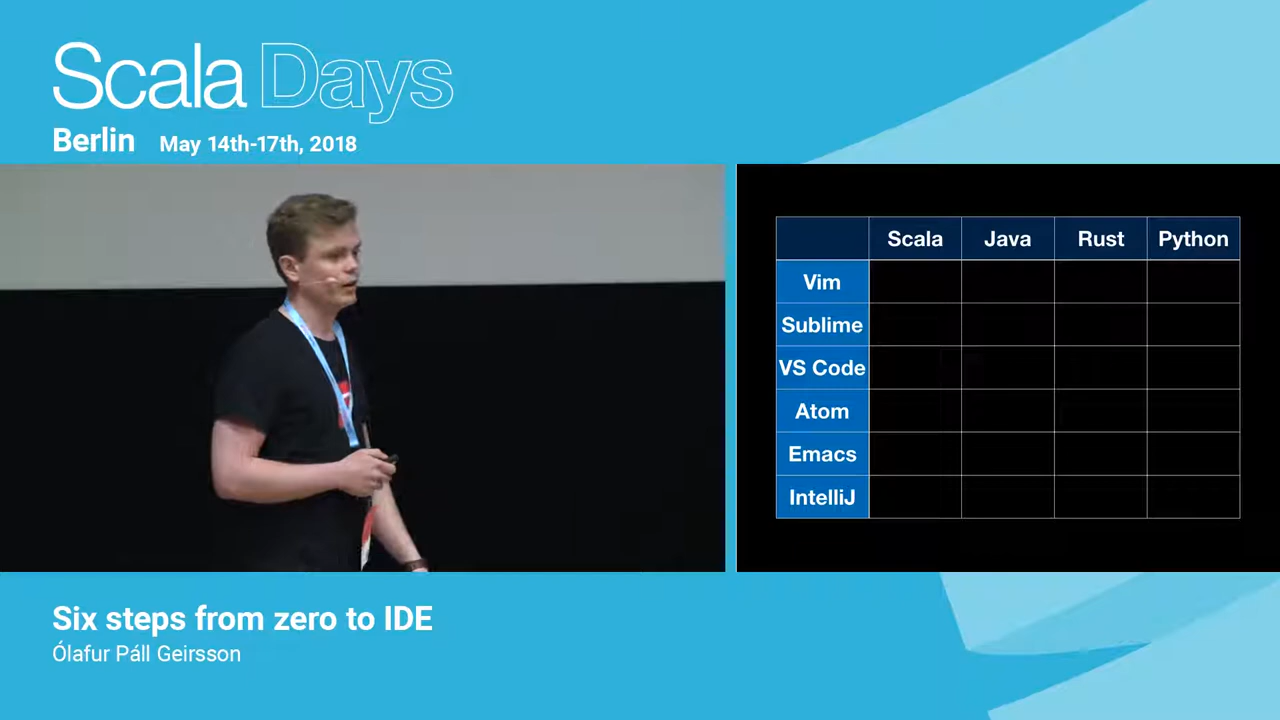 Scala Days
Berlin May 14th-17th, 2018
Scala Java Rust Python
Vim
Sublime
VS Code
Atom
Emacs
IntelliJ
Six steps from zero to IDE
Ólafur Páll Geirsson